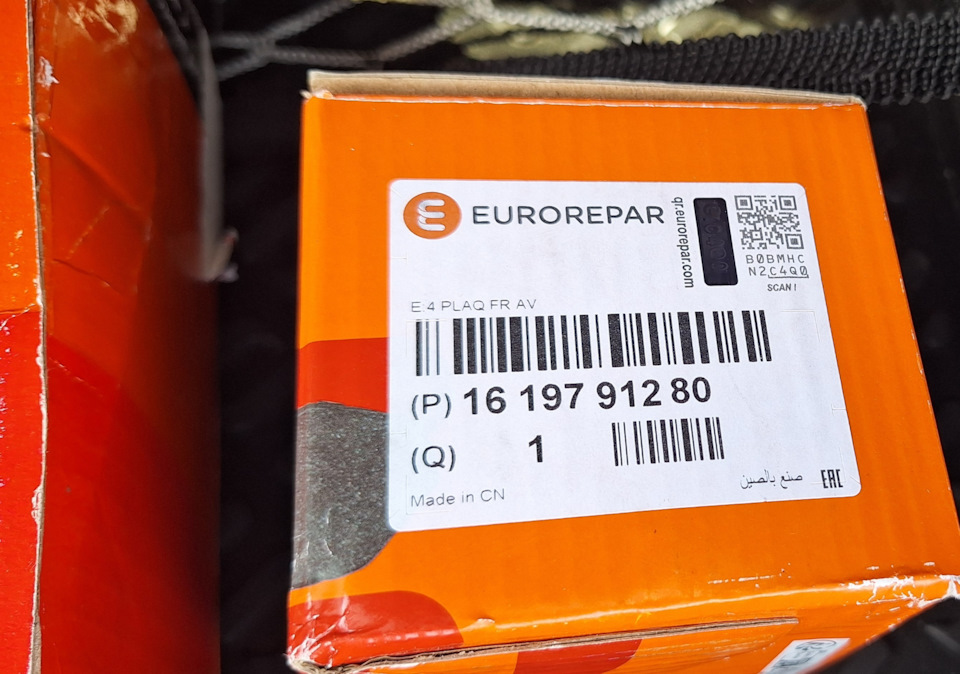 EUROREPAR
qr.eurorepar.com
B0BMHC
N2C4Q0
SCAN !
E:4 PLAQ FR AV
(P) 16 197 912 80
(Q) 1
صنع بالصين
EAC
Made in CN